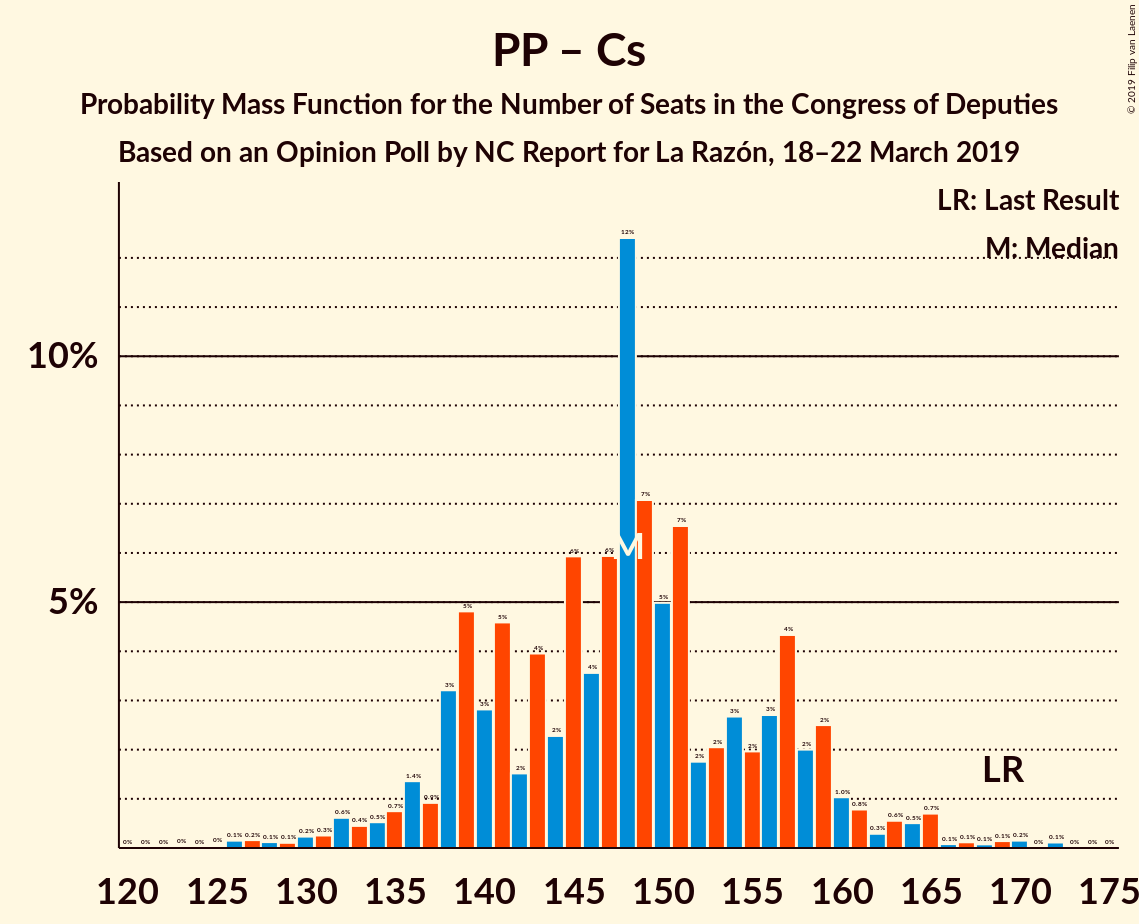 PP – Cs
Probability Mass Function for the Number of Seats in the Congress of Deputies
Based on an Opinion Poll by NC Report for La Razón, 18–22 March 2019
© 2019 Filip van Laenen
LR: Last Result
M: Median
10%
5%
0% 0% 0% 0% 0% 0% 0.1% 0.2% 0.1% 0.1% 0.2% 0.3% 0.6% 0.4% 0.5% 0.7% 1.4% 0.9% 3% 5% 3% 5% 2% 4% 2% 6% 4% 6% 12% 7% 5% 7% 2% 2% 3% 2% 3% 4% 2% 2% 1.0% 0.8% 0.3% 0.6% 0.5% 0.7% 0.1% 0.1% 0.1% 0.1% 0.2% 0% 0.1% 0% 0% 0%
M
LR
120 125 130 135 140 145 150 155 160 165 170 175